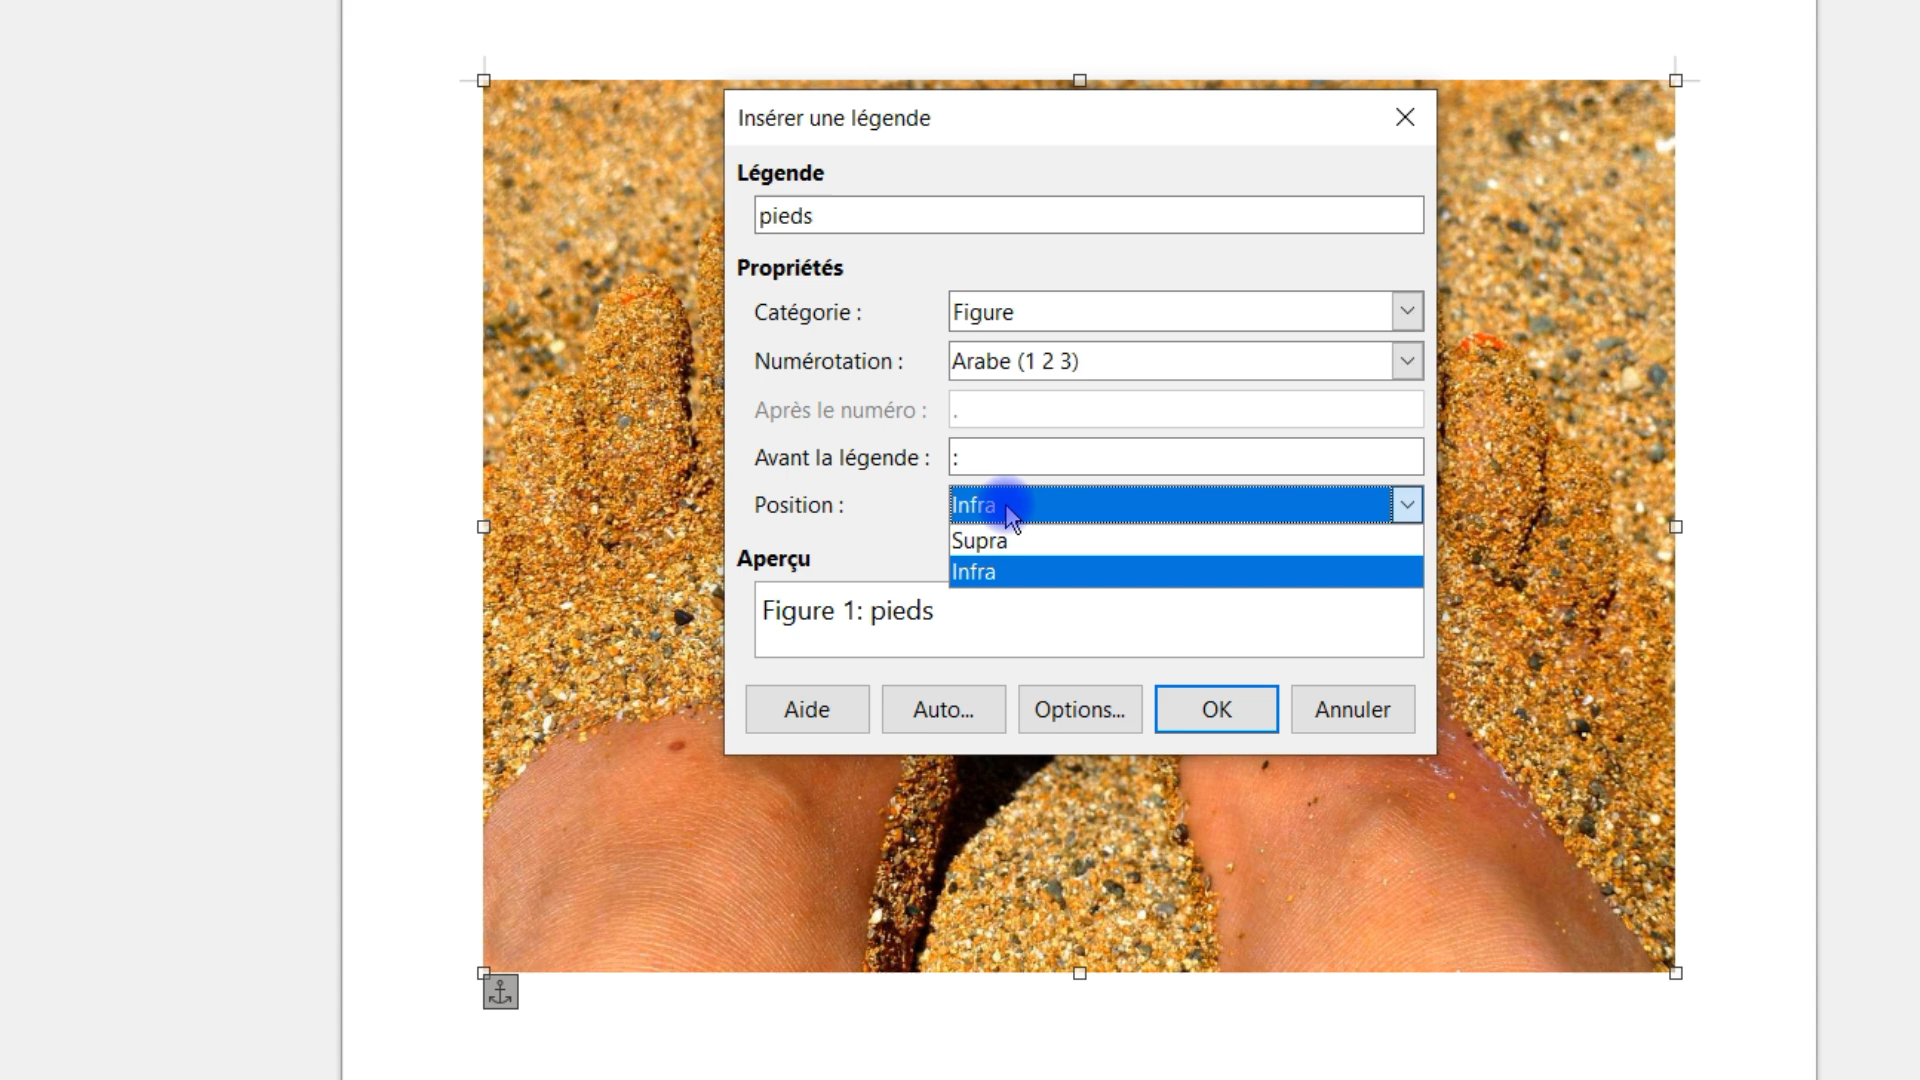 Insérer une légende
Légende
pieds
Propriétés
Catégorie : Figure
Numérotation : Arabe (1 2 3)
Après le numéro : .
Avant la légende : :
Position : Infra
Supra
Infra
Aperçu
Figure 1: pieds
Aide Auto... Options... OK Annuler